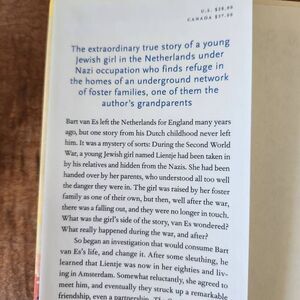 U.S. $28.00
CANADA $37.00
The extraordinary true story of a young
Jewish girl in the Netherlands under
Nazi occupation who finds refuge in
the homes of an underground network
of foster families, one of them the
author's grandparents
Bart van Es left the Netherlands for England many years
ago, but one story from his Dutch childhood never left
him. It was a mystery of sorts: During the Second World
War, a young Jewish girl named Lientje had been taken in
by his relatives and hidden from the Nazis. She had been
handed over by her parents, who understood all too well
the danger they were in. The girl was raised by her foster
family as one of their own, but then, well after the war,
there was a falling out, and they were no longer in touch.
What was the girl's side of the story, van Es wondered?
What really happened during the war, and after?
So began an investigation that would consume Bart
van Es's life, and change it. After some sleuthing, he
learned that Lientje was now in her eighties and liv-
ing in Amsterdam. Somewhat reluctantly, she agreed to
meet him, and eventually they struck up a remarkable
friendship, even a partnership.